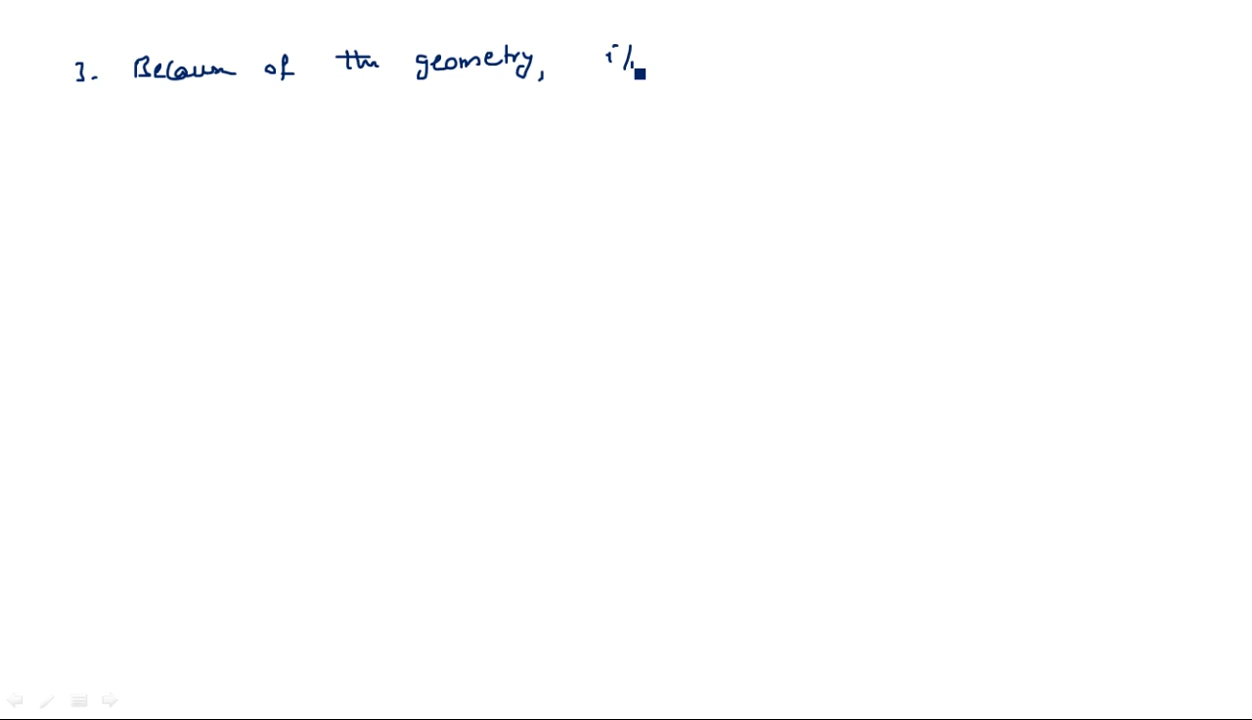 3. Because of the geometry,